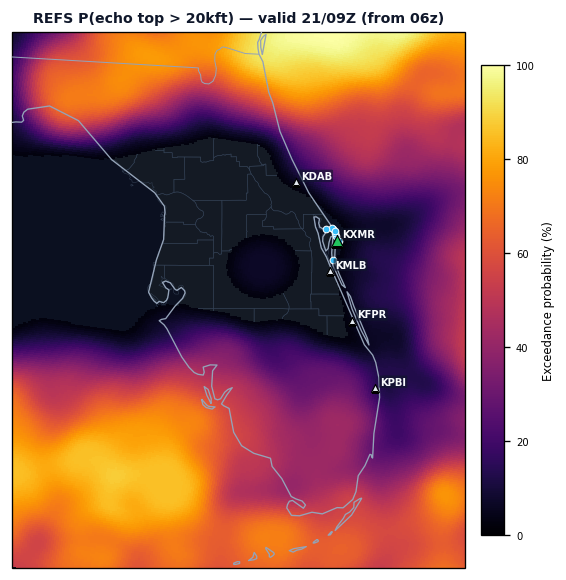 REFS P(echo top > 20kft) — valid 21/09Z (from 06z)
KDAB
KXMR
KMLB
KFPR
KPBI
100
80
60
40
20
0
Exceedance probability (%)